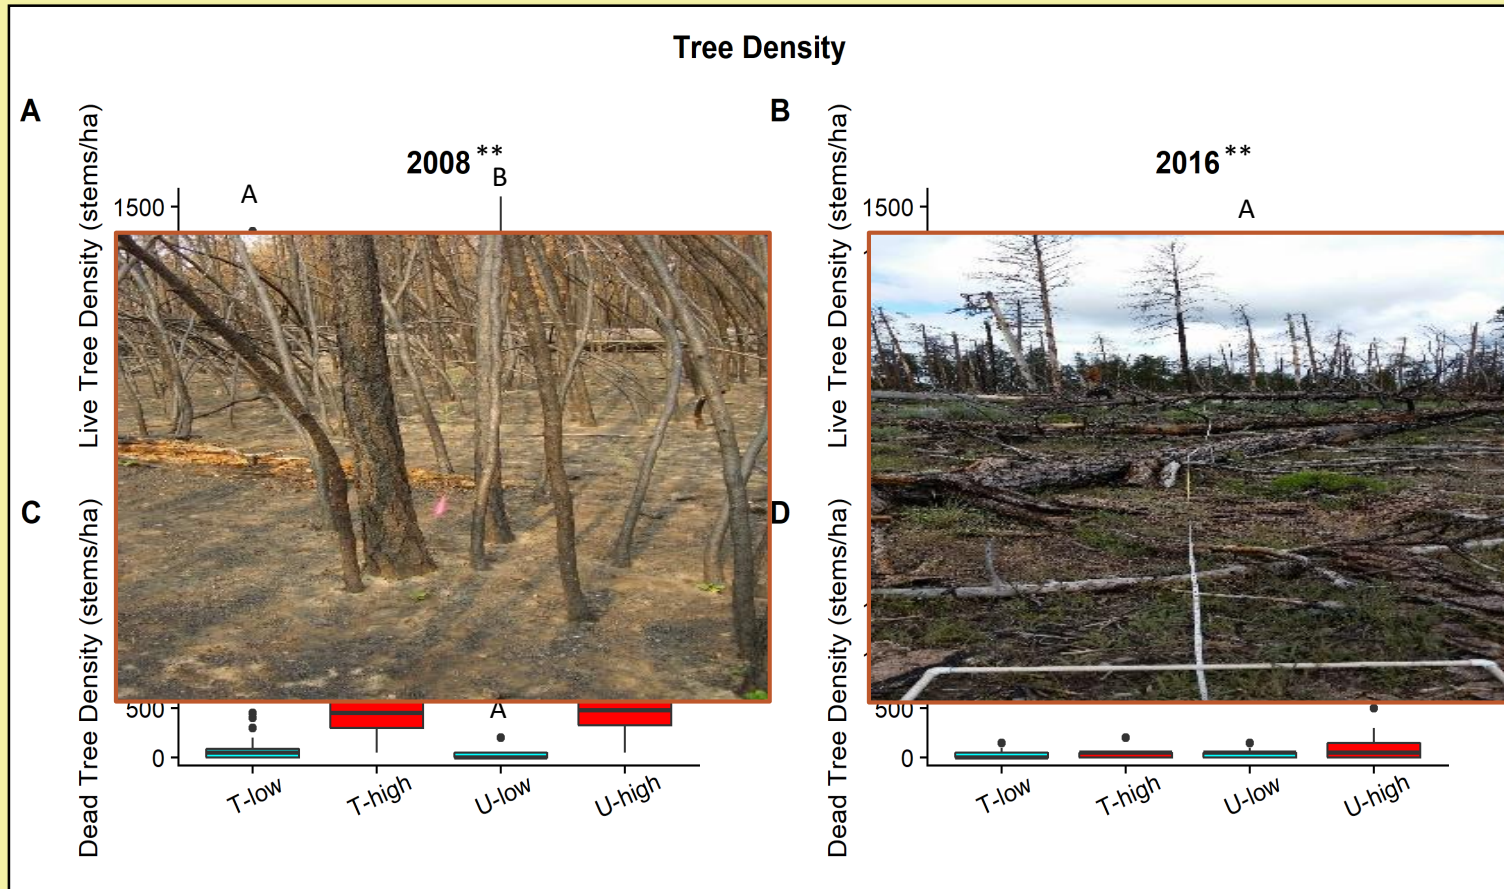 Tree Density
A
B
Live Tree Density (stems/ha)
Live Tree Density (stems/ha)
2008 **
2016 **
A
B
A
1500
1500
C
D
Dead Tree Density (stems/ha)
Dead Tree Density (stems/ha)
500
A
500
0
0
T-low
T-high
U-low
U-high
T-low
T-high
U-low
U-high